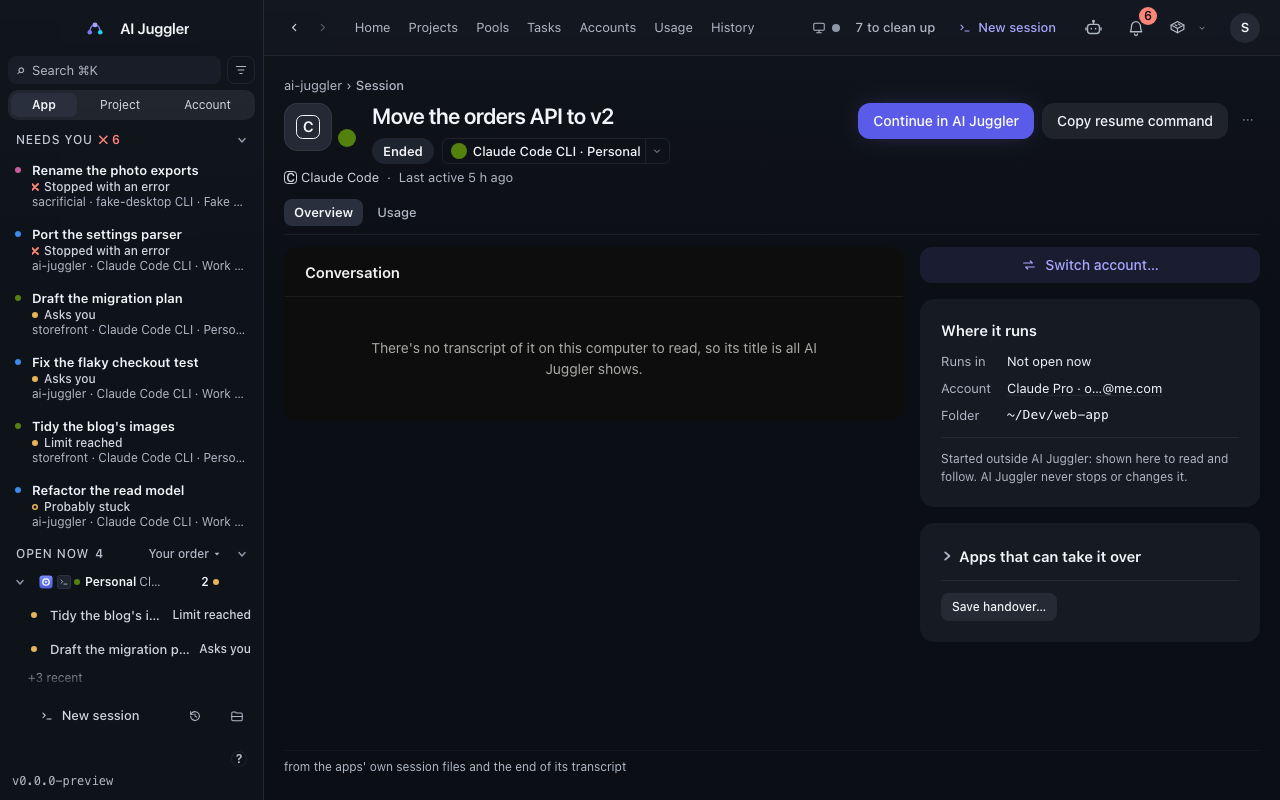 AI Juggler
Search ⌘K
App Project Account
NEEDS YOU 6
Rename the photo exports
Stopped with an error
sacrificial · fake-desktop CLI · Fake ...
Port the settings parser
Stopped with an error
ai-juggler · Claude Code CLI · Work ...
Draft the migration plan
Asks you
storefront · Claude Code CLI · Perso...
Fix the flaky checkout test
Asks you
ai-juggler · Claude Code CLI · Work ...
Tidy the blog's images
Limit reached
storefront · Claude Code CLI · Perso...
Refactor the read model
Probably stuck
ai-juggler · Claude Code CLI · Work ...
OPEN NOW 4 Your order
Personal Cl... 2
Tidy the blog's i... Limit reached
Draft the migration p... Asks you
+3 recent
New session
?
v0.0.0-preview
Home Projects Pools Tasks Accounts Usage History 7 to clean up New session 6 S
ai-juggler › Session
C
Move the orders API to v2
Continue in AI Juggler Copy resume command ...
Ended Claude Code CLI · Personal
C Claude Code · Last active 5 h ago
Overview Usage
Conversation
There's no transcript of it on this computer to read, so its title is all AI
Juggler shows.
Switch account...
Where it runs
Runs in Not open now
Account Claude Pro · o...@me.com
Folder ~/Dev/web-app
Started outside AI Juggler: shown here to read and
follow. AI Juggler never stops or changes it.
Apps that can take it over
Save handover...
from the apps' own session files and the end of its transcript